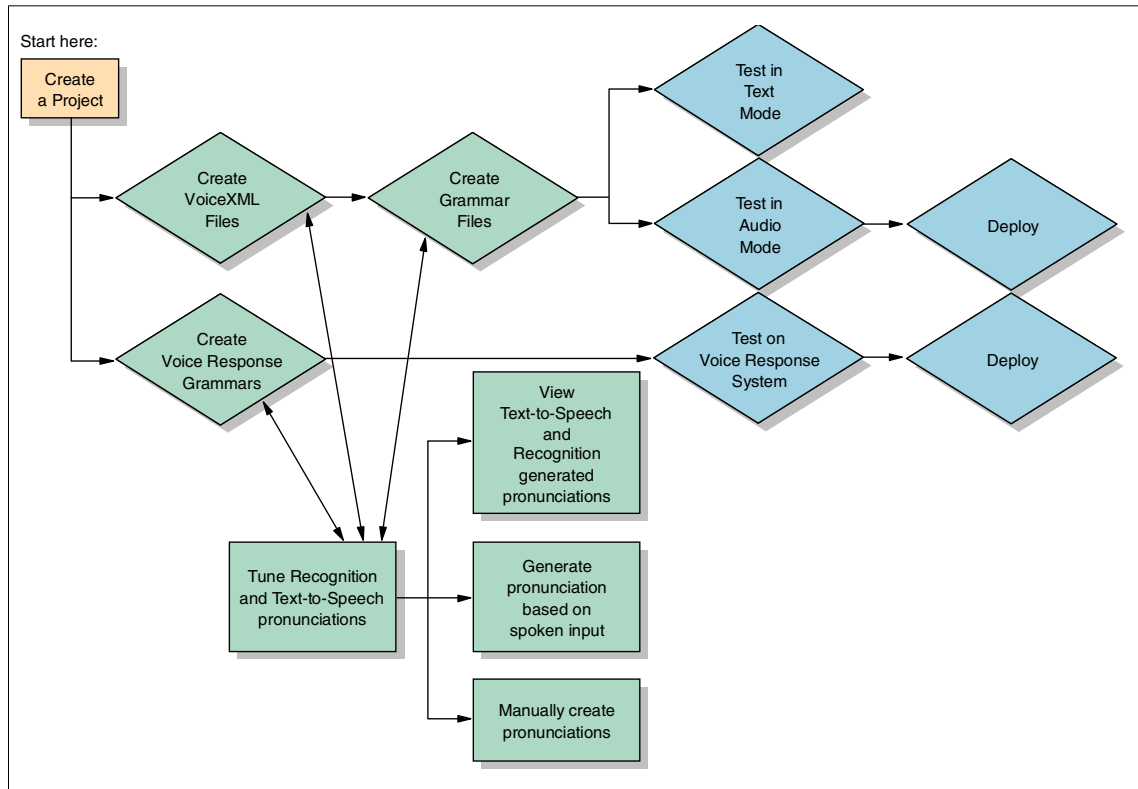 Start here:
Create
a Project
Create
VoiceXML
Files
Create
Grammar
Files
Test in
Text
Mode
Test in
Audio
Mode
Deploy
Create
Voice Response
Grammars
Test on
Voice Response
System
Deploy
View
Text-to-Speech
and
Recognition
generated
pronunciations
Tune Recognition
and Text-to-Speech
pronunciations
Generate
pronunciation
based on
spoken input
Manually create
pronunciations